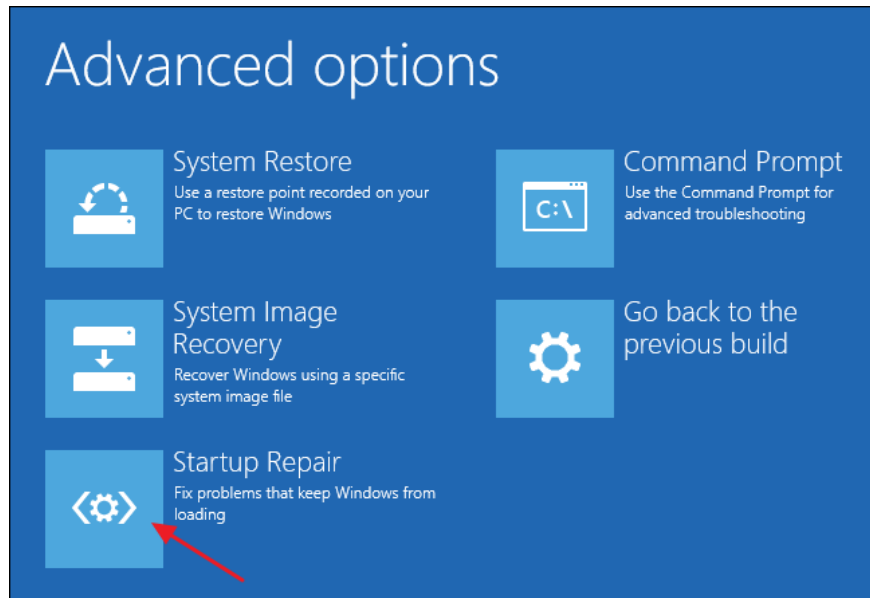 Advanced options
System Restore
Use a restore point recorded on your
PC to restore Windows
Command Prompt
Use the Command Prompt for
advanced troubleshooting
C:\
System Image
Recovery
Recover Windows using a specific
system image file
Go back to the
previous build
Startup Repair
Fix problems that keep Windows from
loading